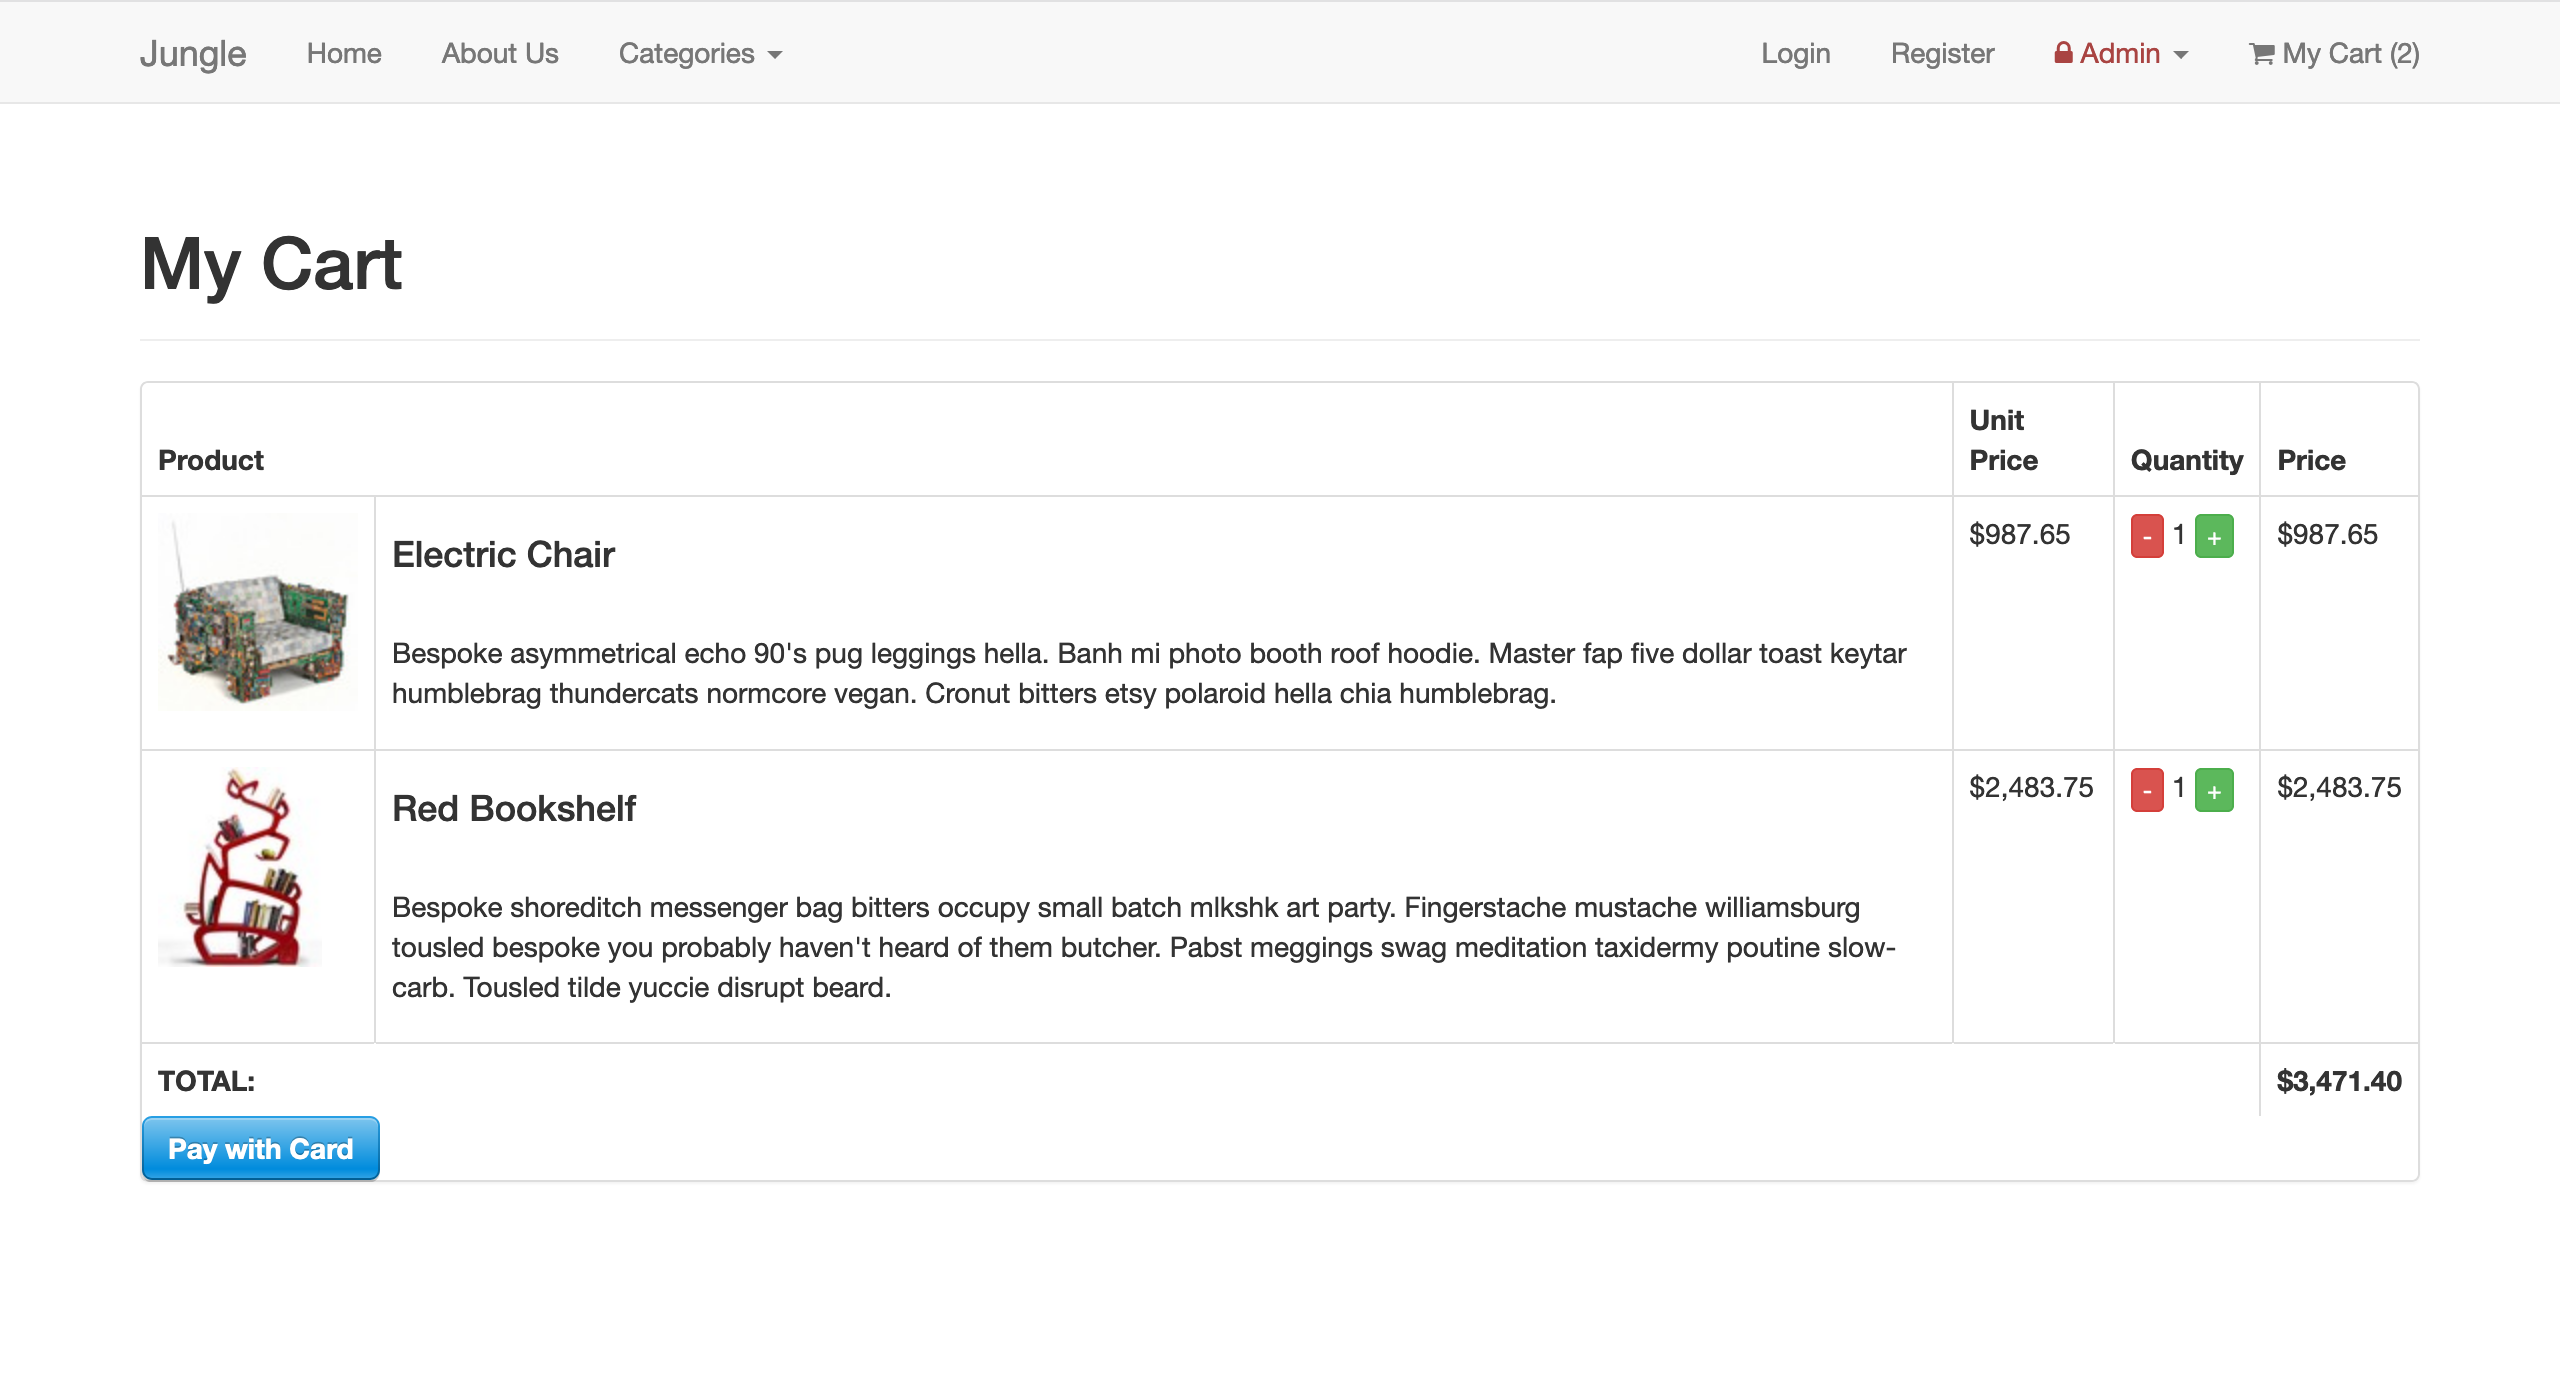 Jungle Home About Us Categories Login Register Admin My Cart (2)
My Cart
Product Unit Price Quantity Price
Electric Chair $987.65 - 1 + $987.65
Bespoke asymmetrical echo 90's pug leggings hella. Banh mi photo booth roof hoodie. Master fap five dollar toast keytar
humblebrag thundercats normcore vegan. Cronut bitters etsy polaroid hella chia humblebrag.
Red Bookshelf $2,483.75 - 1 + $2,483.75
Bespoke shoreditch messenger bag bitters occupy small batch mlkshk art party. Fingerstache mustache williamsburg
tousled bespoke you probably haven't heard of them butcher. Pabst meggings swag meditation taxidermy poutine slow-
carb. Tousled tilde yuccie disrupt beard.
TOTAL: $3,471.40
Pay with Card